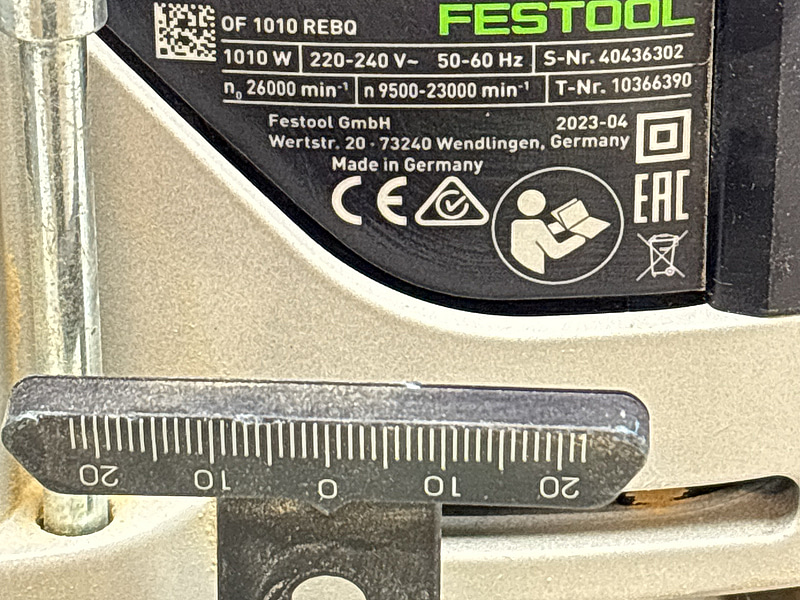 OF 1010 REBQ FESTOOL
1010 W 220-240 V~ 50-60 Hz S-Nr. 40436302
n₀ 26000 min⁻¹ n 9500-23000 min⁻¹ T-Nr. 10366390
Festool GmbH 2023-04
Wertstr. 20 · 73240 Wendlingen, Germany
Made in Germany
CE
EAC
20 10 0 10 20